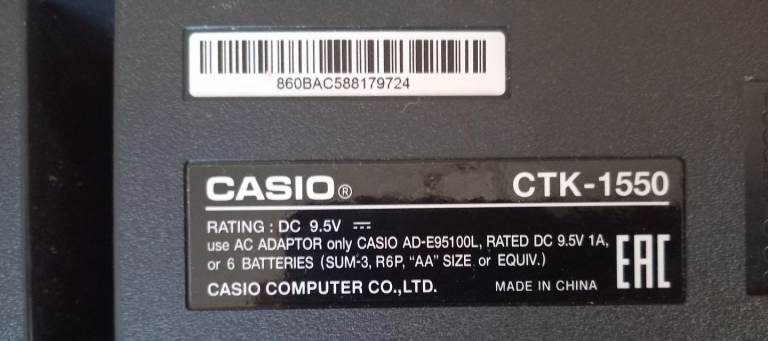 860BAC588179724
CASIO® CTK-1550
RATING : DC 9.5V ⎓
use AC ADAPTOR only CASIO AD-E95100L, RATED DC 9.5V 1A,
or 6 BATTERIES (SUM-3, R6P, “AA” SIZE or EQUIV.)
EAC
CASIO COMPUTER CO.,LTD. MADE IN CHINA